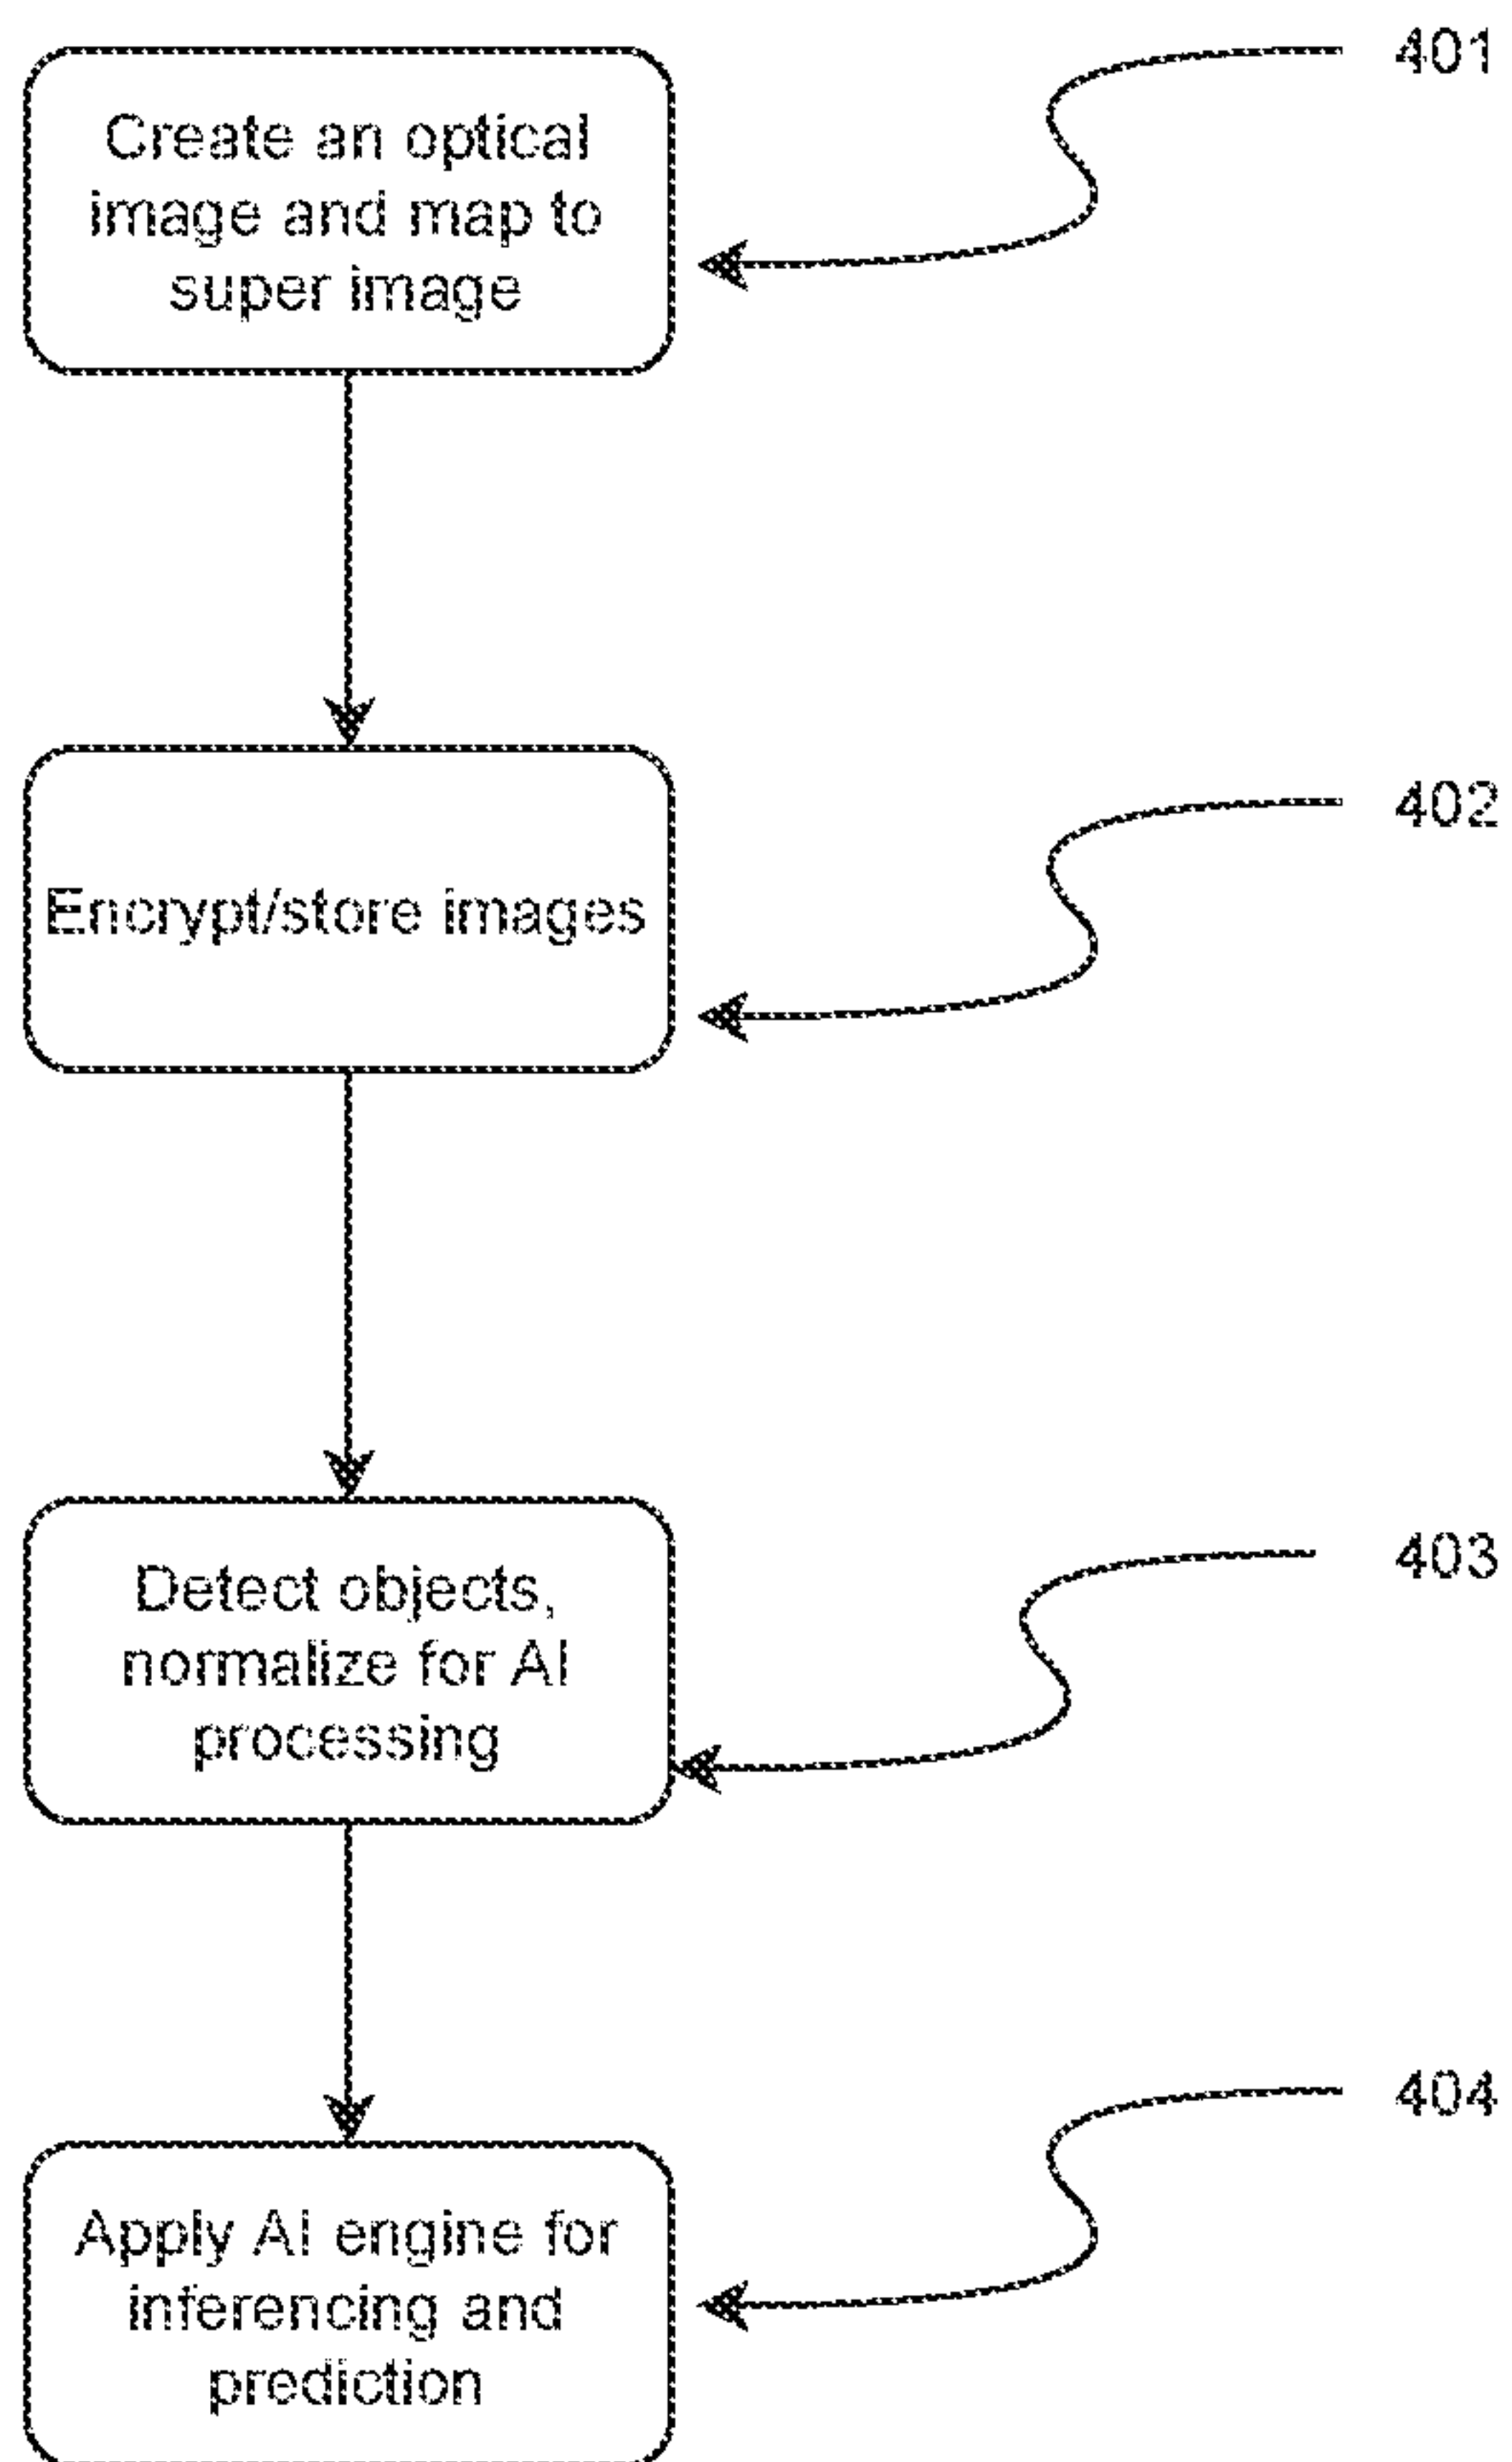 401
Create an optical
image and map to
super image
402
Encrypt/store images
403
Detect objects,
normalize for AI
processing
404
Apply AI engine for
inferencing and
prediction